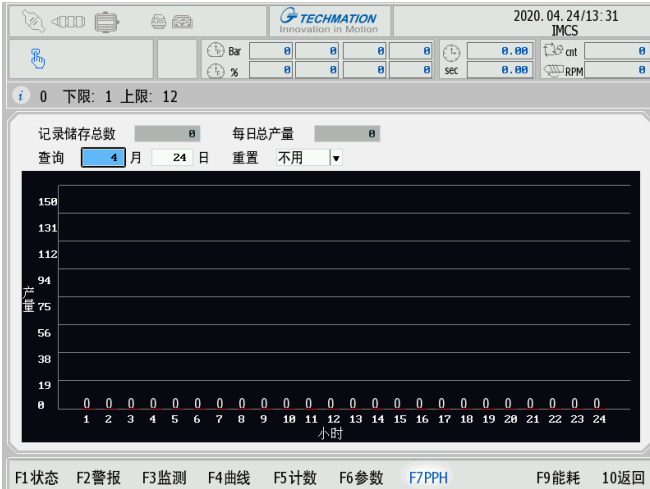 TECHMATION
Innovation in Motion
2020.04.24/13:31
IMCS
Bar 0 0 0 0 0.00 cnt 0
% 0 0 0 0 sec 0.00 RPM 0
i 0 下限: 1 上限: 12
记录储存总数 0 每日总产量 0
查询 4 月 24 日 重置 不用
150
131
112
94
产量
75
56
38
19
0
0 0 0 0 0 0 0 0 0 0 0 0 0 0 0 0 0 0 0 0 0 0 0 0
1 2 3 4 5 6 7 8 9 10 11 12 13 14 15 16 17 18 19 20 21 22 23 24
小时
F1状态 F2警报 F3监测 F4曲线 F5计数 F6参数 F7PPH F9能耗 10返回